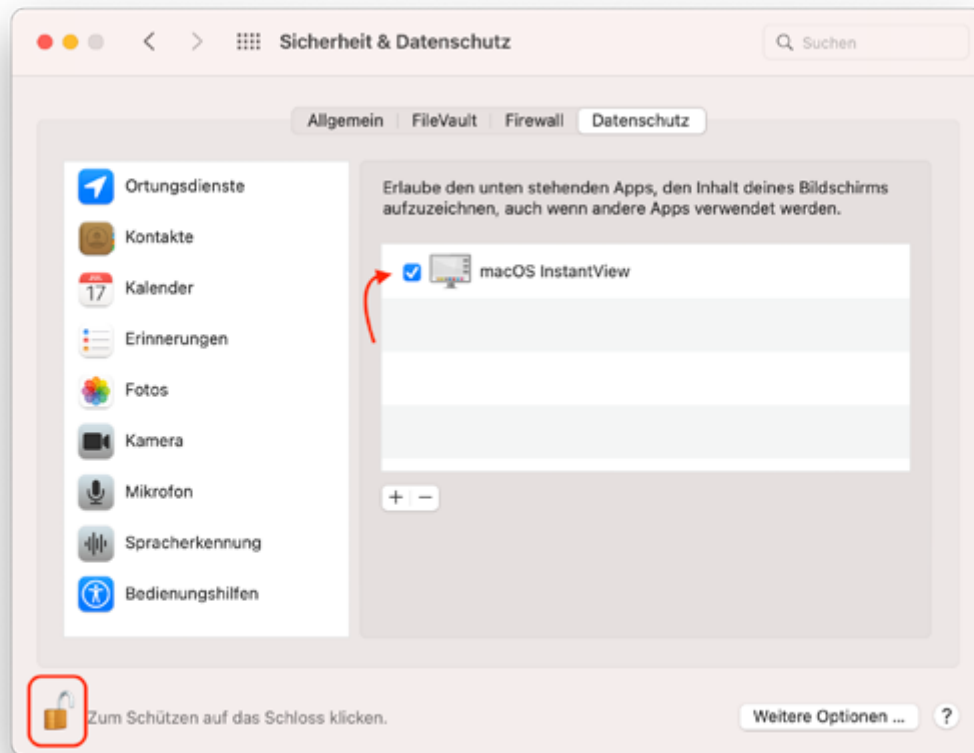 Sicherheit & Datenschutz
Suchen
Allgemein
FileVault
Firewall
Datenschutz
Ortungsdienste
Kontakte
JUL
17
Kalender
Erinnerungen
Fotos
Kamera
Mikrofon
Spracherkennung
Bedienungshilfen
Erlaube den unten stehenden Apps, den Inhalt deines Bildschirms
aufzuzeichnen, auch wenn andere Apps verwendet werden.
macOS InstantView
+ −
Zum Schützen auf das Schloss klicken.
Weitere Optionen ...
?